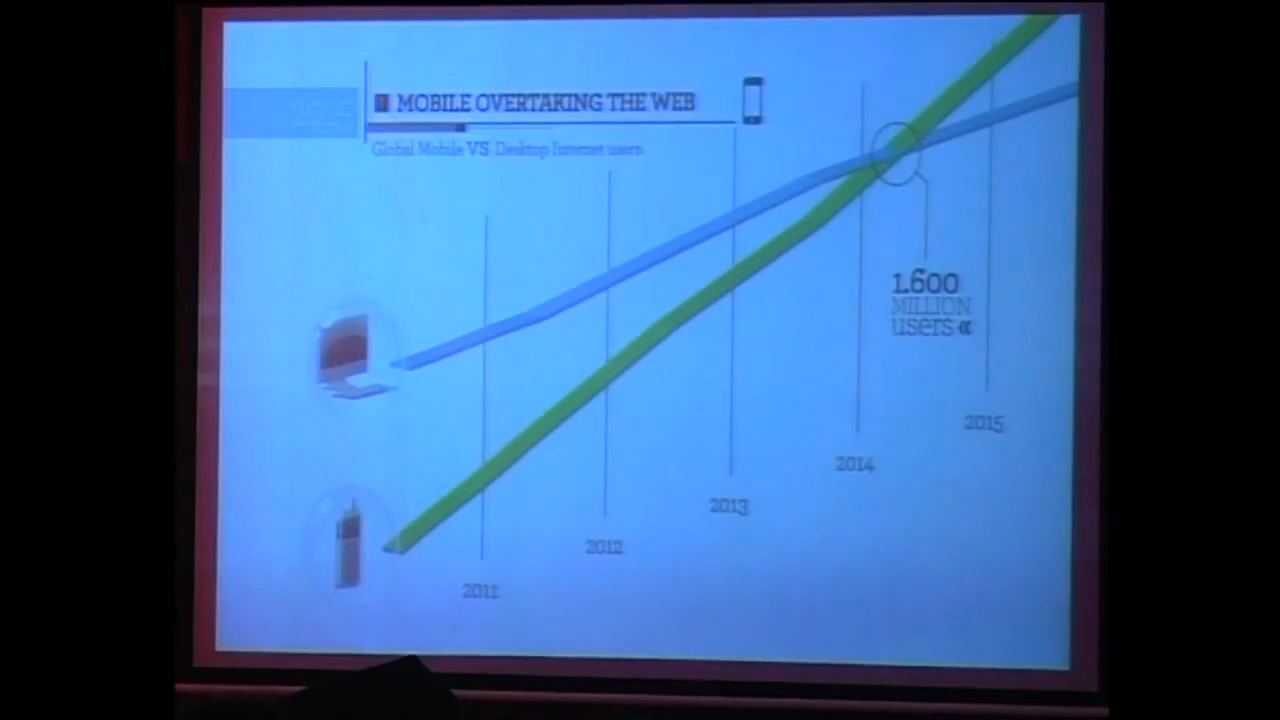 2015
MOBILE OVERTAKING THE WEB
Global Mobile VS Desktop Internet users
1.600
MILLION
users «
2015
2014
2013
2012
2011